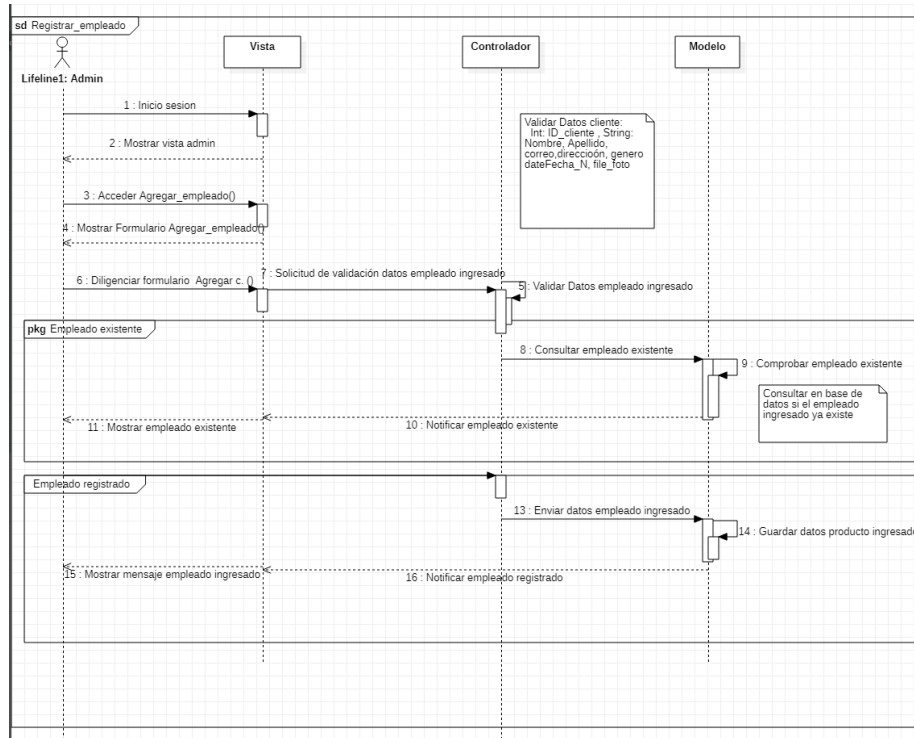 sd Registrar_empleado
Vista
Controlador
Modelo
Lifeline1: Admin
1 : Inicio sesion
2 : Mostrar vista admin
Validar Datos cliente:
Int: ID_cliente , String:
Nombre, Apellido,
correo,direccioón, genero
dateFecha_N, file_foto
3 : Acceder Agregar_empleado()
4 : Mostrar Formulario Agregar_empleado()
6 : Diligenciar formulario Agregar c. ()
7 : Solicitud de validación datos empleado ingresado
5 : Validar Datos empleado ingresado
pkg Empleado existente
8 : Consultar empleado existente
9 : Comprobar empleado existente
Consultar en base de
datos si el empleado
ingresado ya existe
10 : Notificar empleado existente
11 : Mostrar empleado existente
Empleado registrado
13 : Enviar datos empleado ingresado
14 : Guardar datos producto ingresado
15 : Mostrar mensaje empleado ingresado
16 : Notificar empleado registrado